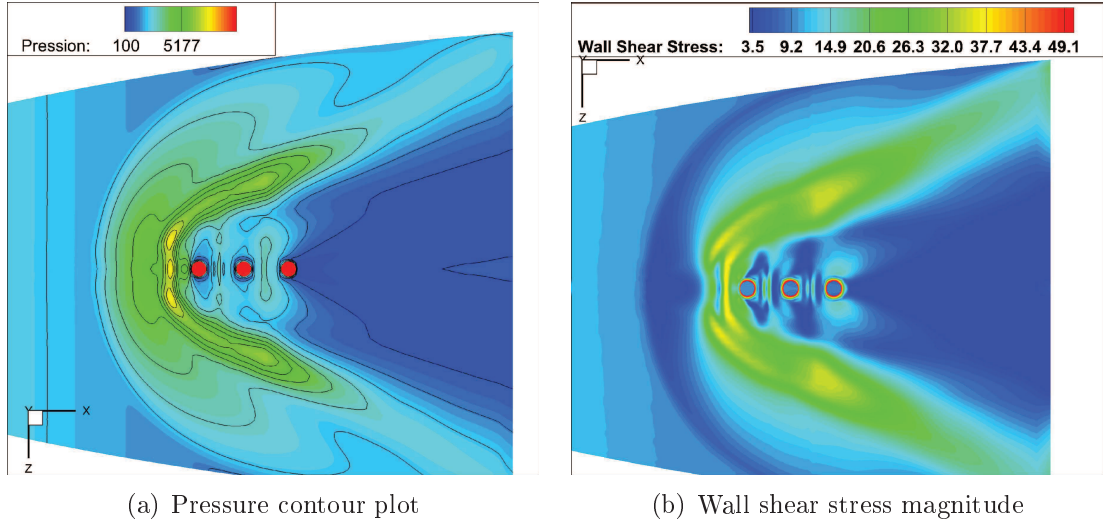 Pression: 100 5177
Y X
Z
(a) Pressure contour plot
Wall Shear Stress: 3.5 9.2 14.9 20.6 26.3 32.0 37.7 43.4 49.1
Y X
Z
(b) Wall shear stress magnitude